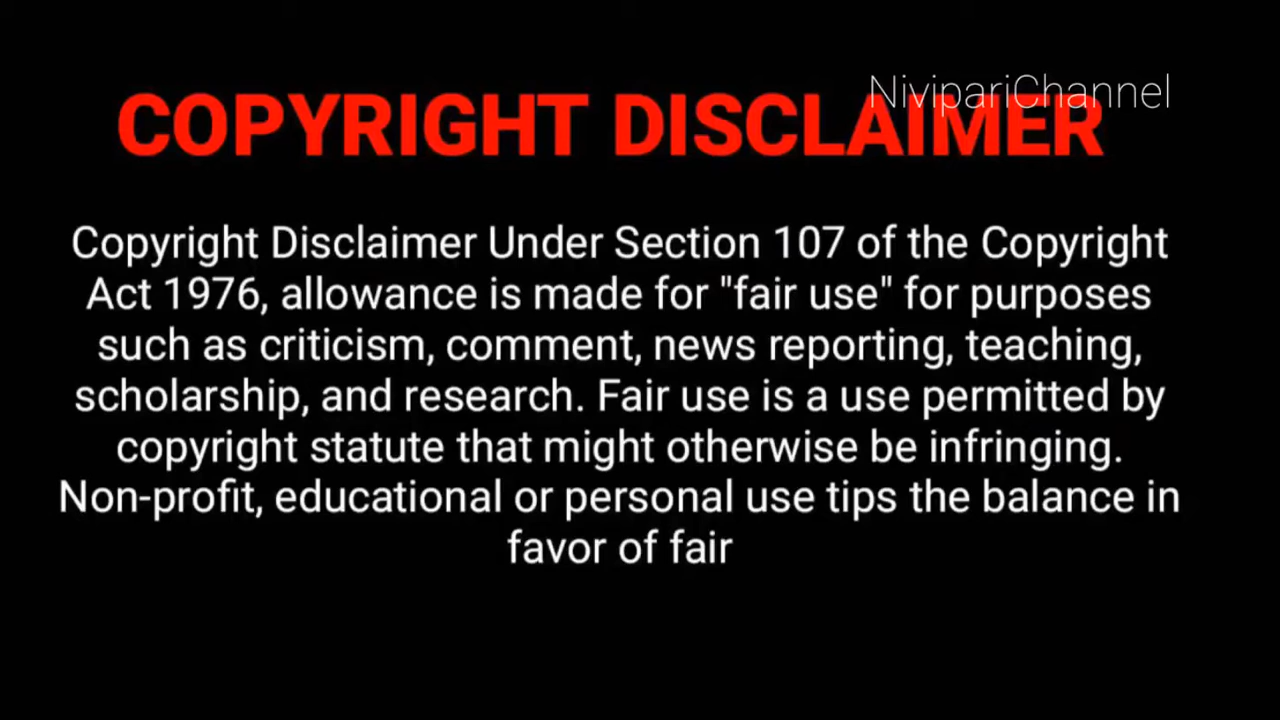 NivipariChannel
COPYRIGHT DISCLAIMER
Copyright Disclaimer Under Section 107 of the Copyright
Act 1976, allowance is made for "fair use" for purposes
such as criticism, comment, news reporting, teaching,
scholarship, and research. Fair use is a use permitted by
copyright statute that might otherwise be infringing.
Non-profit, educational or personal use tips the balance in
favor of fair